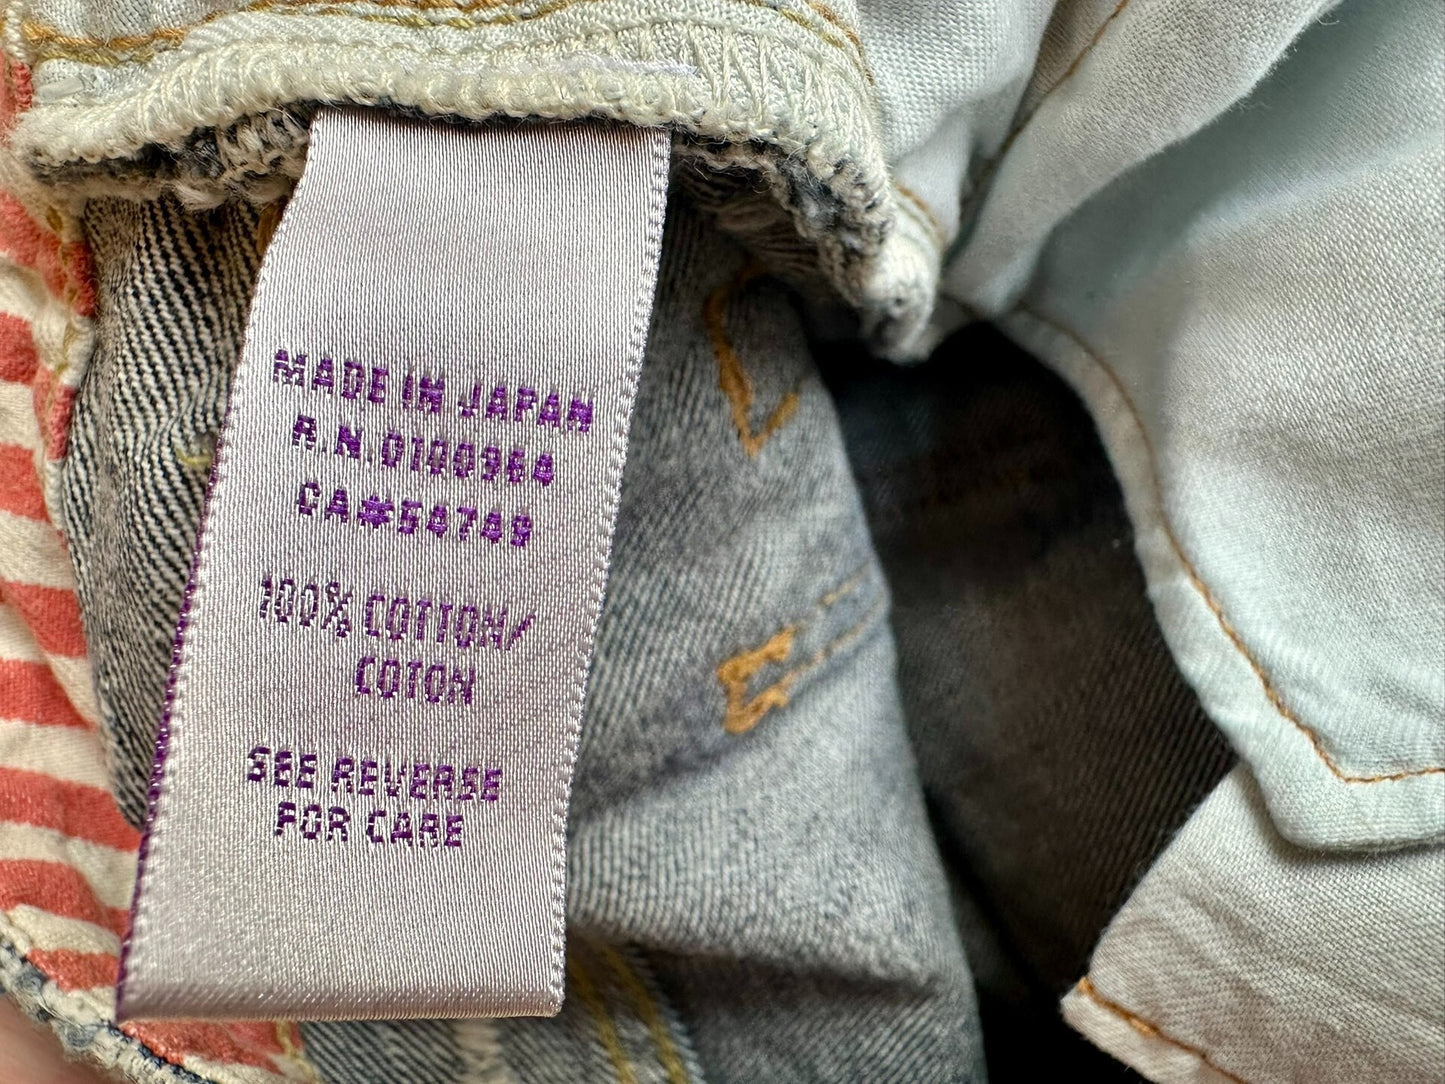 MADE IN JAPAN
R.N.0100964
CA#54749
100% COTTON/
COTON
SEE REVERSE
FOR CARE